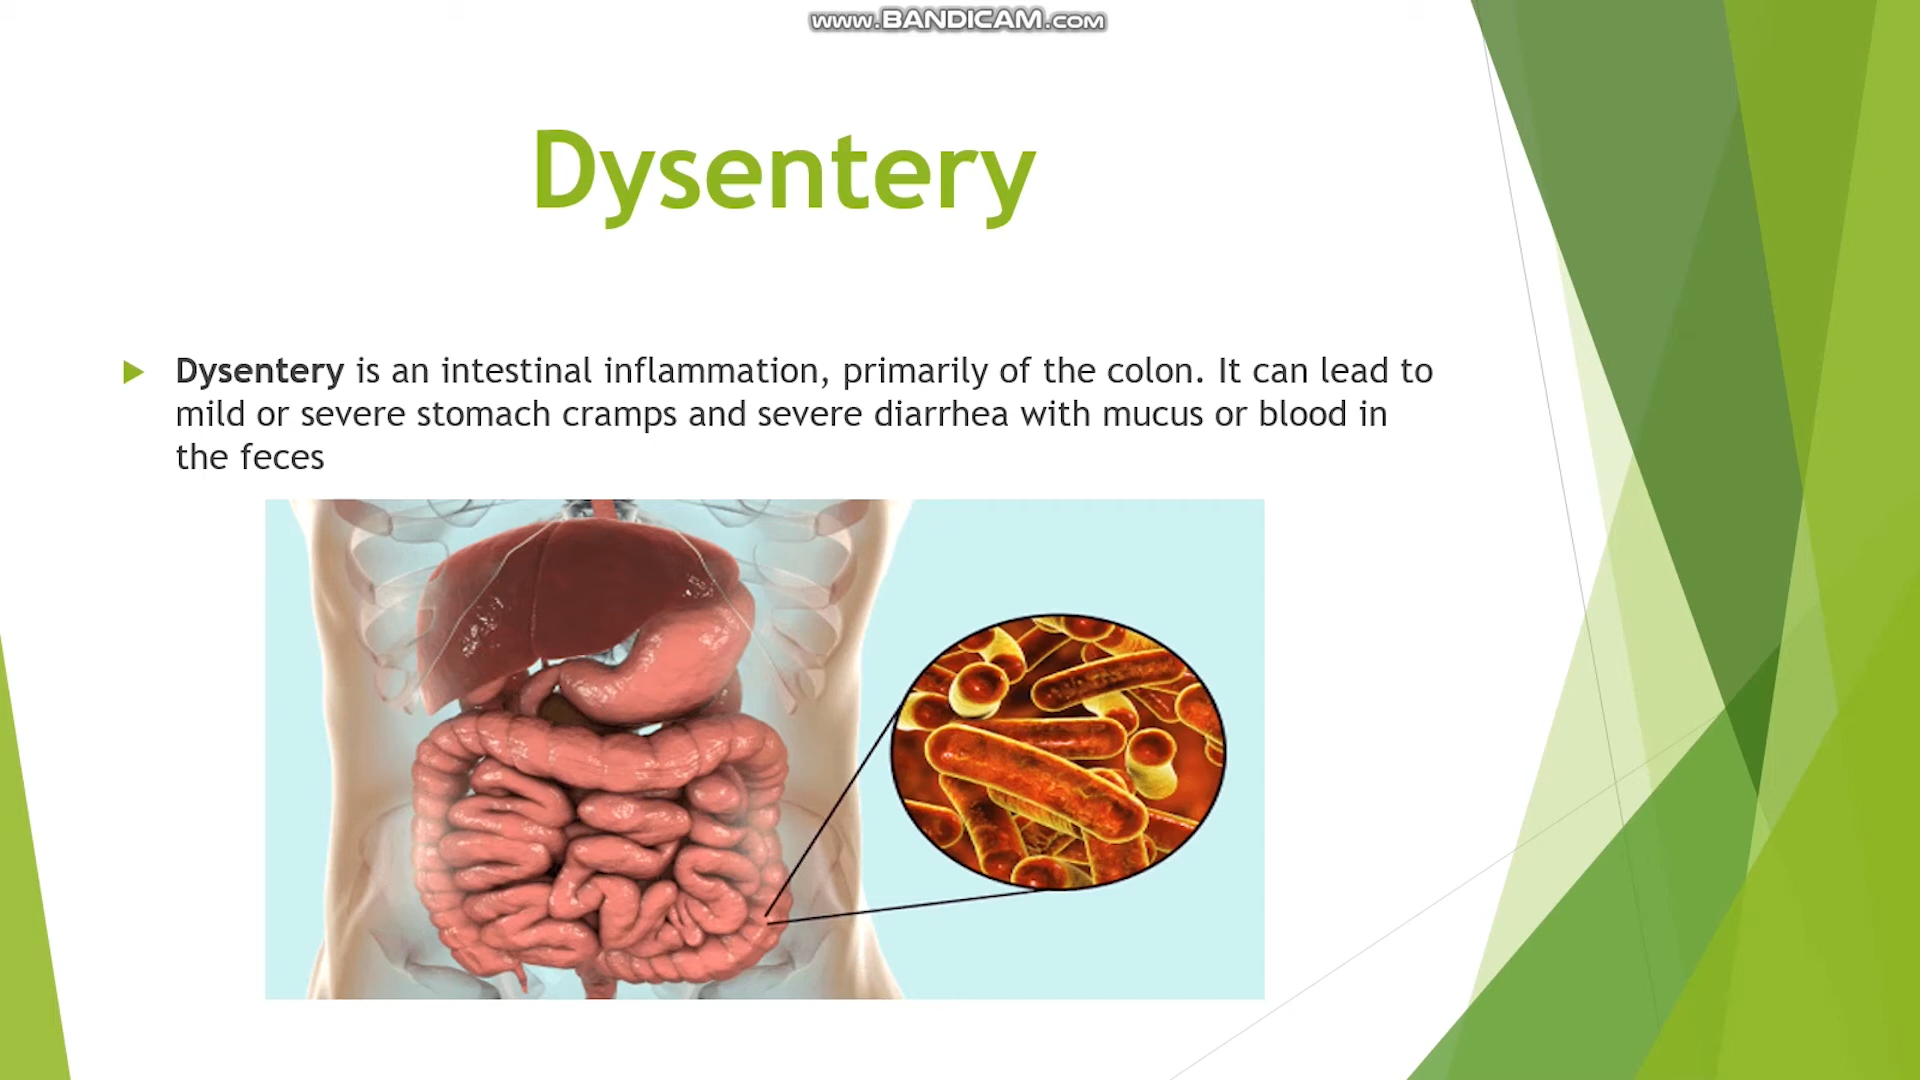 www.BANDICAM.com
Dysentery
Dysentery is an intestinal inflammation, primarily of the colon. It can lead to
mild or severe stomach cramps and severe diarrhea with mucus or blood in
the feces